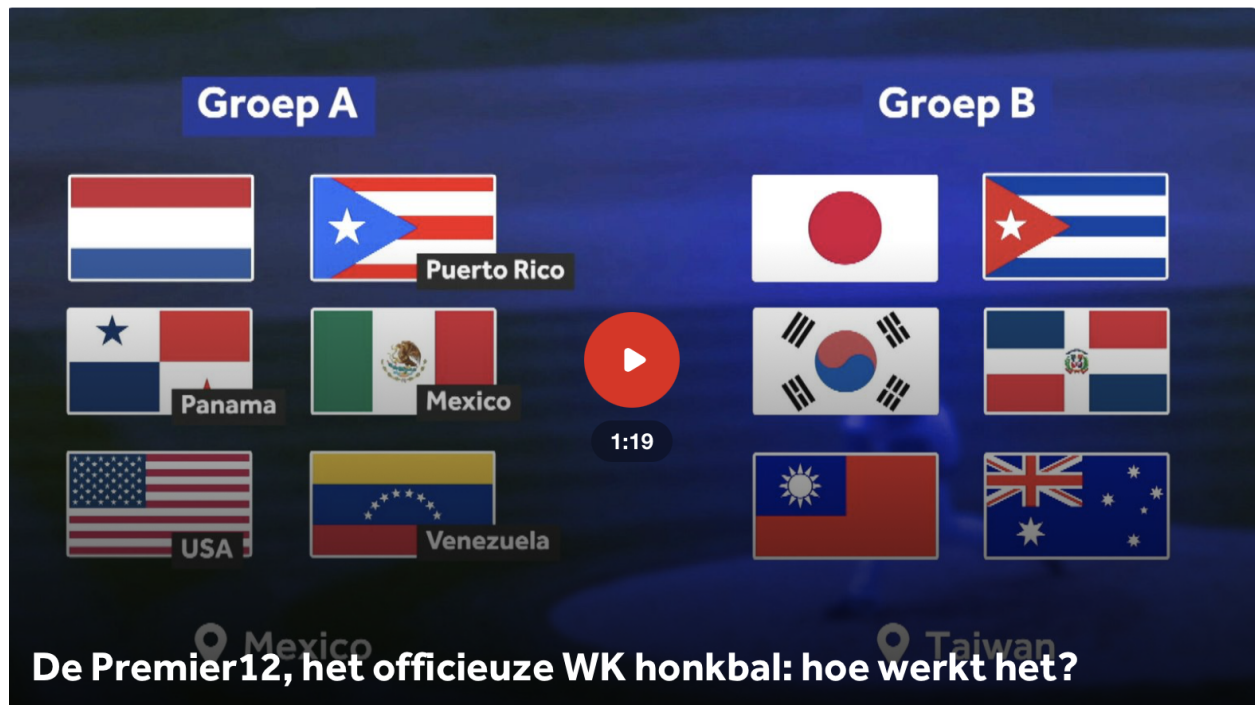 Groep A
Groep B
Puerto Rico
Panama
Mexico
USA
Venezuela
1:19
Mexico
Taiwan
De Premier12, het officieuze WK honkbal: hoe werkt het?